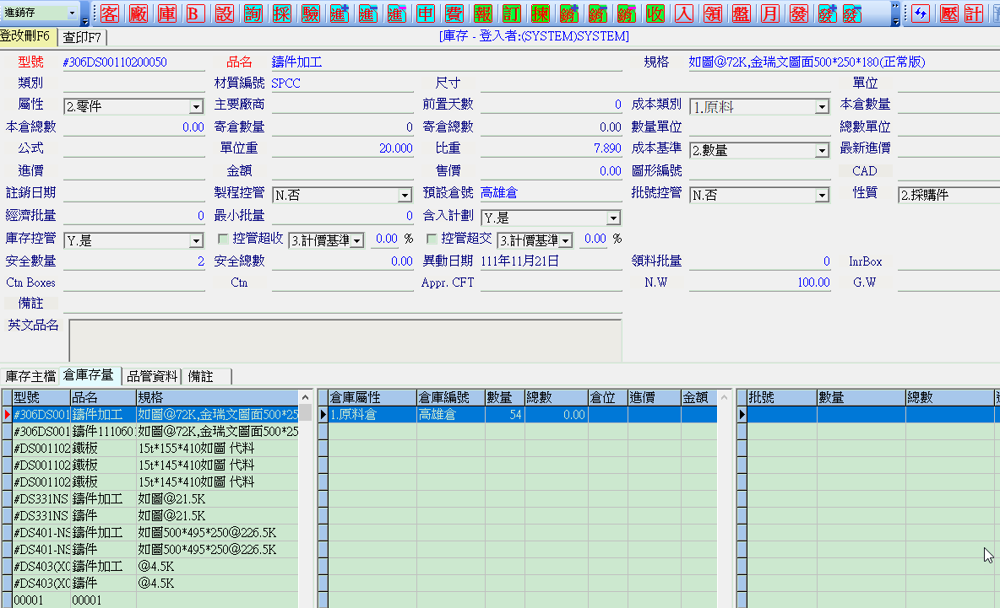 進銷存 客 廠 庫 B 設 詢 採 驗 進 進 進 申 費 報 訂 揀 銷 銷 銷 收 入 領 盤 月 發 發 發 壓 計
登改刪F6 查印F7 [庫存 - 登入者:(SYSTEM)SYSTEM]
型號 #306DS00110200050 品名 鑄件加工 規格 如圖@72K,金瑞文圖面500*250*180(正常版)
類別 材質編號 SPCC 尺寸 單位
屬性 2.零件 主要廠商 前置天數 0 成本類別 1.原料 本倉數量
本倉總數 0.00 寄倉數量 0 寄倉總數 0.00 數量單位 總數單位
公式 單位重 20.000 比重 7.890 成本基準 2.數量 最新進價
進價 金額 售價 0.00 圖形編號 CAD
註銷日期 製程控管 N.否 預設倉號 高雄倉 批號控管 N.否 性質 2.採購件
經濟批量 0 最小批量 0 含入計劃 Y.是
庫存控管 Y.是 控管超收 3.計價基準 0.00 % 控管超交 3.計價基準 0.00 %
安全數量 2 安全總數 0.00 異動日期 111年11月21日 領料批量 0 InrBox
Ctn Boxes Ctn Appr. CFT N.W 100.00 G.W
備註
英文品名
庫存主檔 倉庫存量 品管資料 備註
型號 品名 規格 倉庫屬性 倉庫編號 數量 總數 倉位 進價 金額 批號 數量 總數
#306DS001 鑄件加工 如圖@72K,金瑞文圖面500*25 1.原料倉 高雄倉 54 0.00
#306DS001 鑄件111060 如圖@72K,金瑞文圖面500*25
#DS001102 鐵板 15t*155*410如圖 代料
#DS001102 鐵板 15t*145*410如圖 代料
#DS001102 鐵板 15t*145*410如圖 代料
#DS331NS 鑄件加工 如圖@21.5K
#DS331NS 鑄件 如圖@21.5K
#DS401-NS 鑄件加工 如圖500*495*250@226.5K
#DS401-NS 鑄件 如圖500*495*250@226.5K
#DS403(XC 鑄件加工 @4.5K
#DS403(XC 鑄件 @4.5K
00001 00001